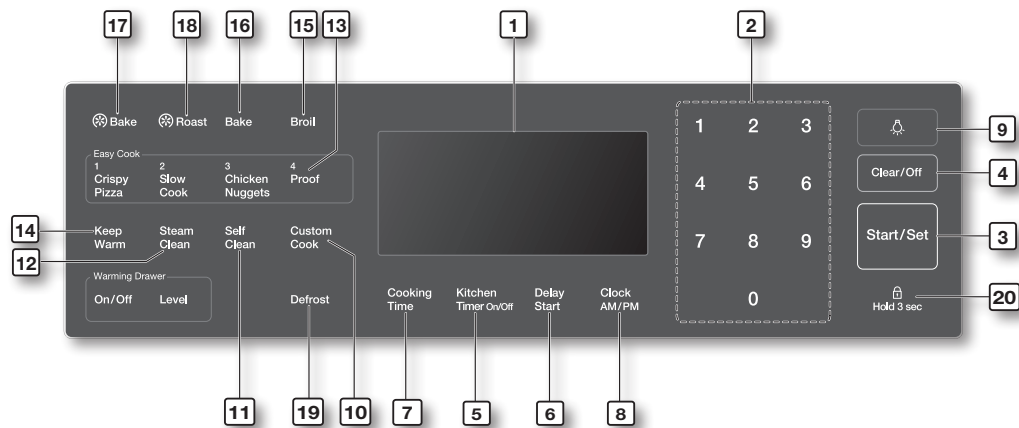 17
18
16
15
13
1
2
Bake
Roast
Bake
Broil
1 2 3
9
Easy Cook
1
Crispy
Pizza
2
Slow
Cook
3
Chicken
Nuggets
4
Proof
4 5 6
Clear/Off
4
14
Keep
Warm
Steam
Clean
Self
Clean
Custom
Cook
7 8 9
Start/Set
3
12
Warming Drawer
On/Off
Level
Defrost
Cooking
Time
Kitchen
Timer On/Off
Delay
Start
Clock
AM/PM
0
Hold 3 sec
20
11
19
10
7
5
6
8